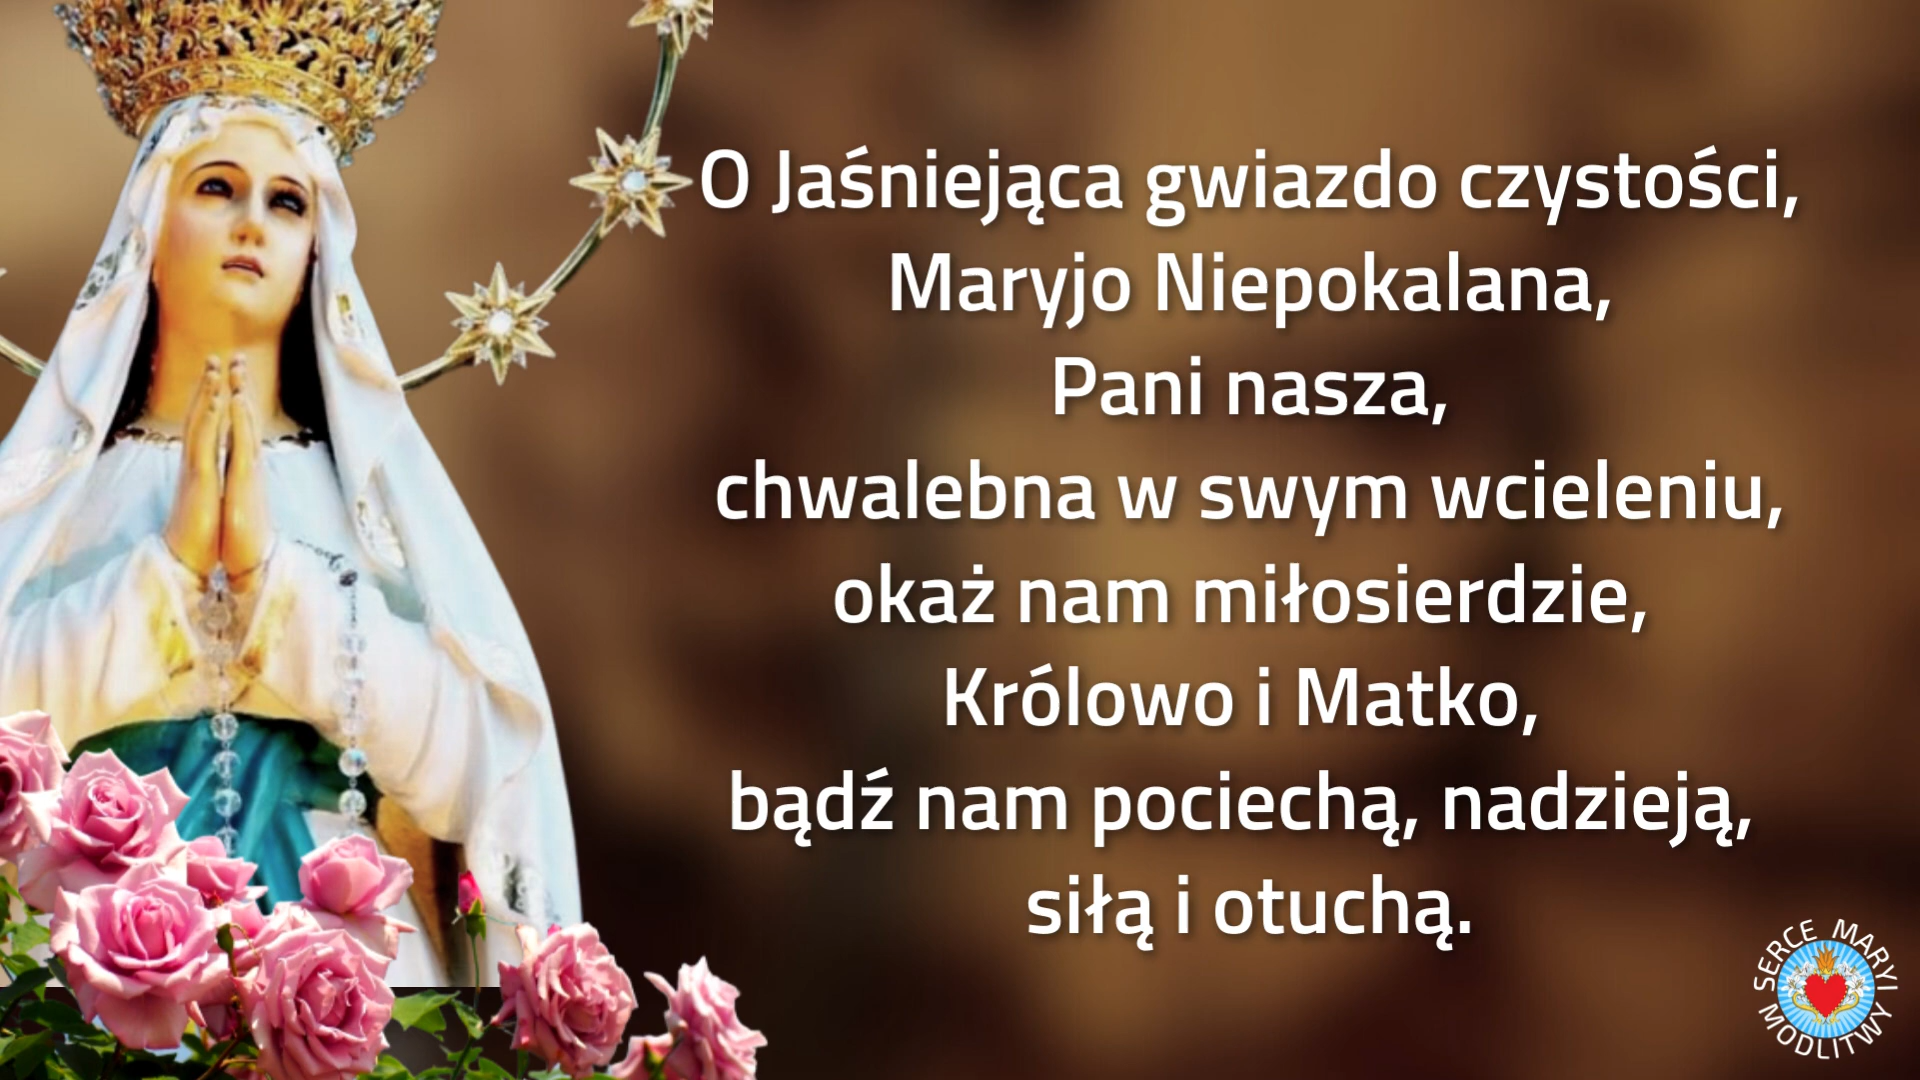 O Jaśniejąca gwiazdo czystości,
Maryjo Niepokalana,
Pani nasza,
chwalebna w swym wcieleniu,
okaż nam miłosierdzie,
Królowo i Matko,
bądź nam pociechą, nadzieją,
siłą i otuchą.
SERCE MARYI
MODLITWY